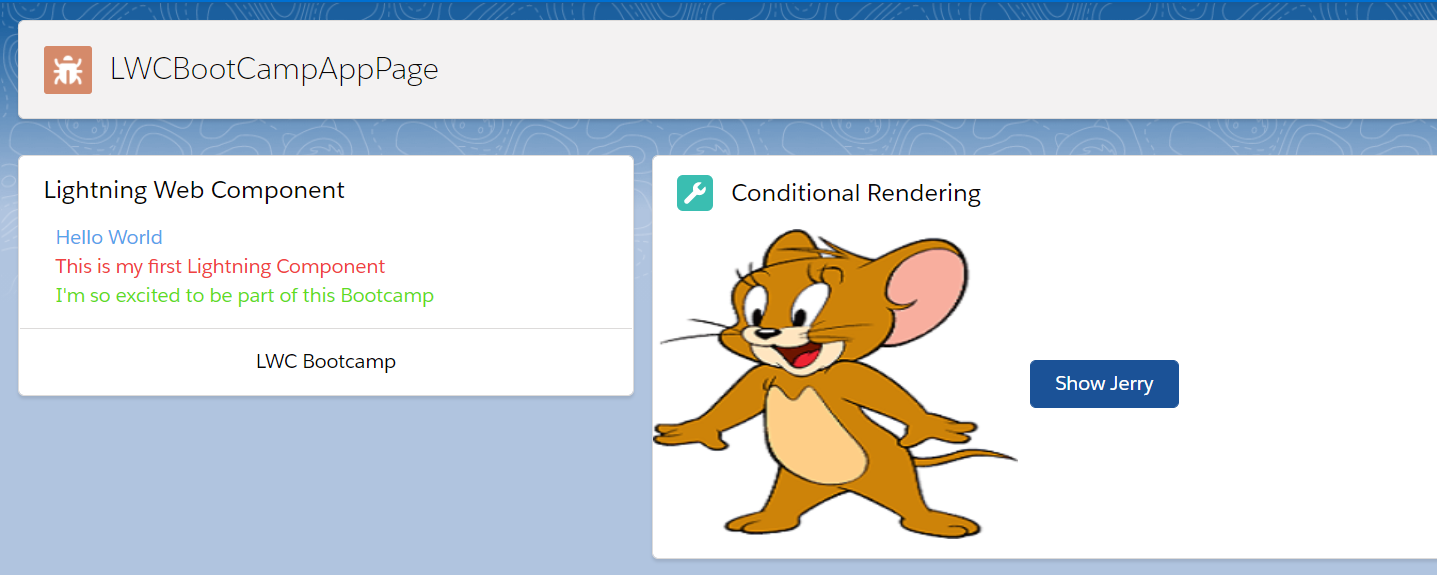 LWCBootCampAppPage
Lightning Web Component
Hello World
This is my first Lightning Component
I'm so excited to be part of this Bootcamp
LWC Bootcamp
Conditional Rendering
Show Jerry